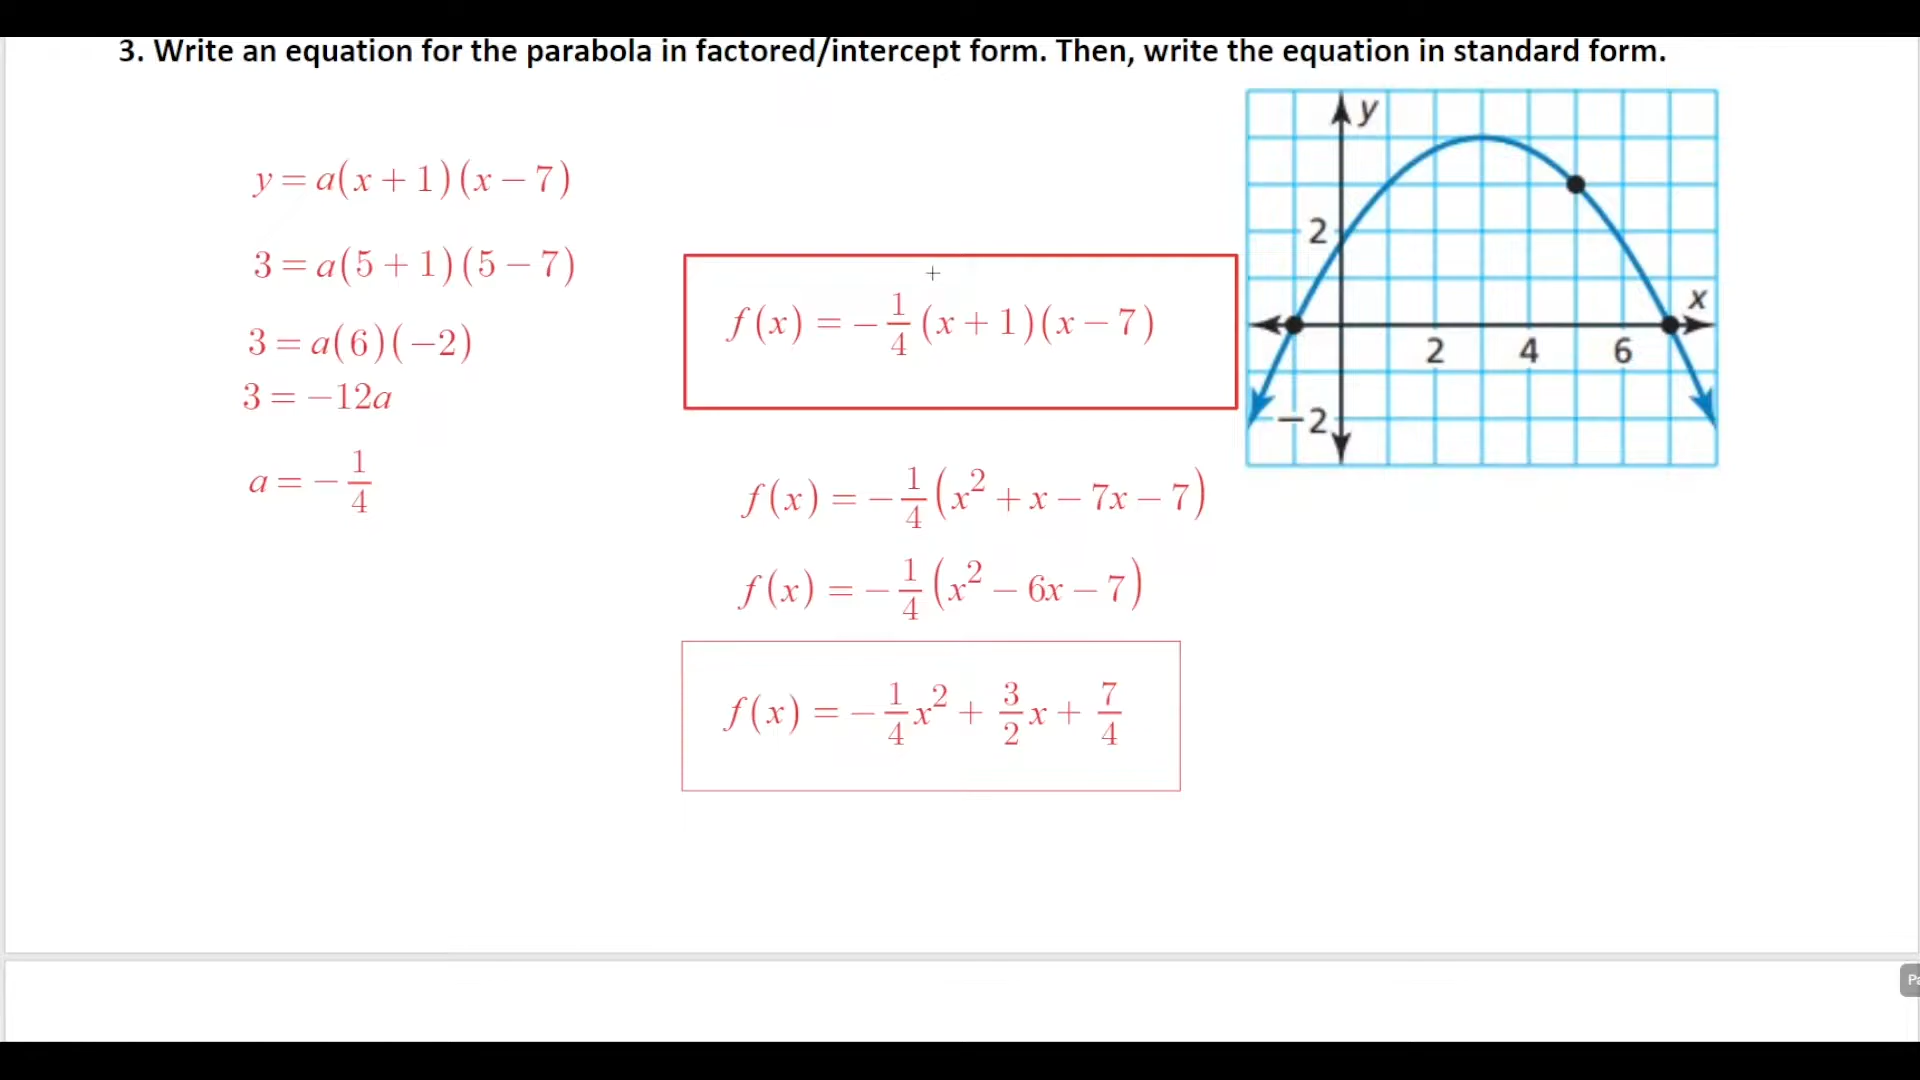 3. Write an equation for the parabola in factored/intercept form. Then, write the equation in standard form.
y = a(x + 1)(x − 7)
3 = a(5 + 1)(5 − 7)
3 = a(6)(−2)
3 = −12a
a = −1/4
f(x) = −1/4(x + 1)(x − 7)
f(x) = −1/4(x² + x − 7x − 7)
f(x) = −1/4(x² − 6x − 7)
f(x) = −1/4x² + 3/2x + 7/4
y
2
x
2 4 6
−2